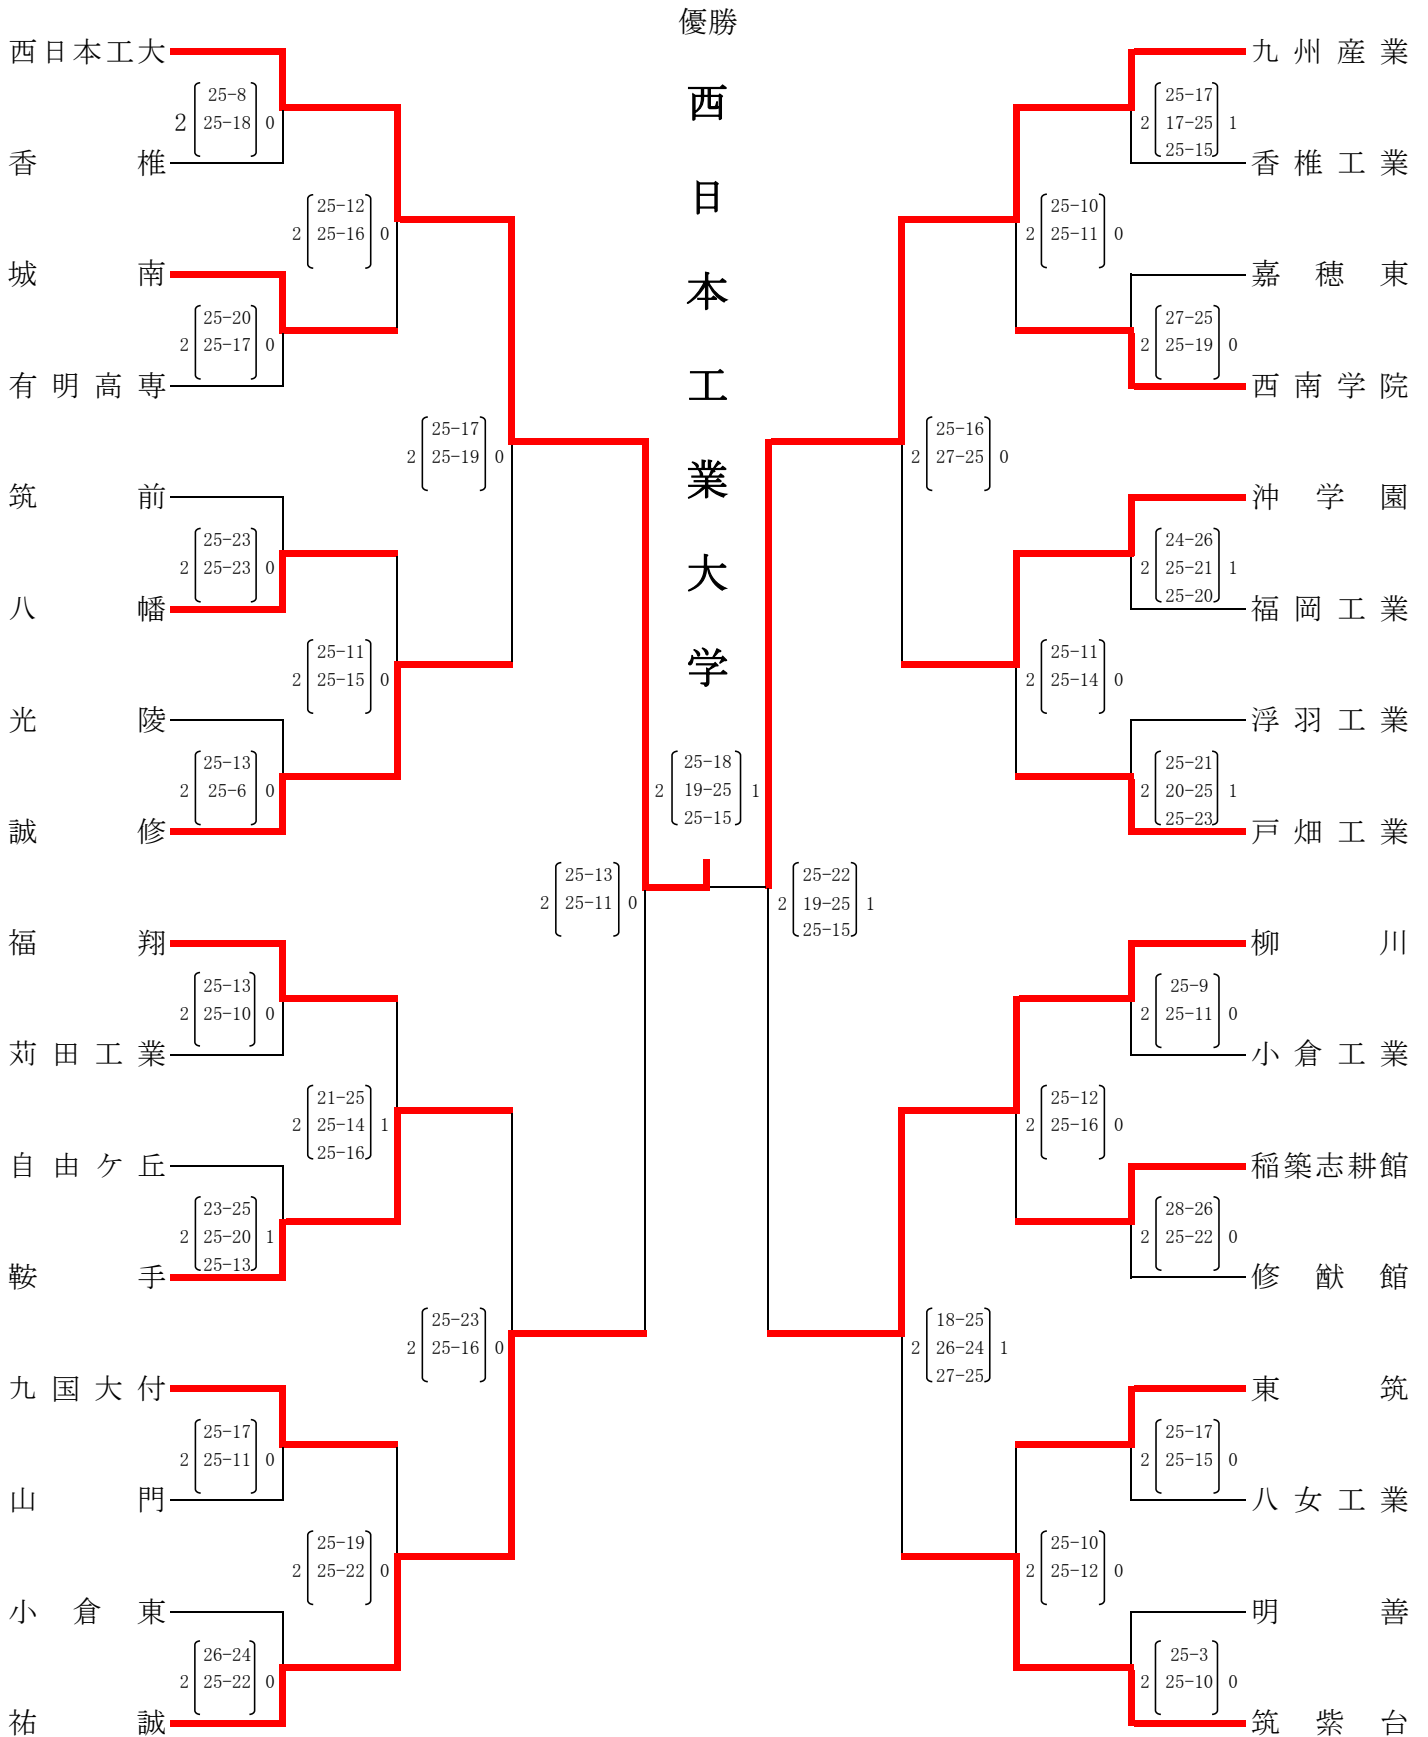 優勝
西日本工業大学
西日本工大
2 25-8 0
25-18
香椎
2 25-12 0
25-16
城南
2 25-20 0
25-17
有明高専
2 25-17 0
25-19
筑前
2 25-23 0
25-23
八幡
2 25-11 0
25-15
光陵
2 25-13 0
25-6
誠修
2 25-13 0
25-11
福翔
2 25-13 0
25-10
苅田工業
2 21-25 1
25-14
25-16
自由ケ丘
2 23-25 1
25-20
25-13
鞍手
2 25-23 0
25-16
九国大付
2 25-17 0
25-11
山門
2 25-19 0
25-22
小倉東
2 26-24 0
25-22
祐誠
2 25-18 1
19-25
25-15
九州産業
2 25-17 1
17-25
25-15
香椎工業
2 25-10 0
25-11
嘉穂東
2 27-25 0
25-19
西南学院
2 25-16 0
27-25
沖学園
2 24-26 1
25-21
25-20
福岡工業
2 25-11 0
25-14
浮羽工業
2 25-21 1
20-25
25-23
戸畑工業
2 25-22 1
19-25
25-15
柳川
2 25-9 0
25-11
小倉工業
2 25-12 0
25-16
稲築志耕館
2 28-26 0
25-22
修猷館
2 18-25 1
26-24
27-25
東筑
2 25-17 0
25-15
八女工業
2 25-10 0
25-12
明善
2 25-3 0
25-10
筑紫台